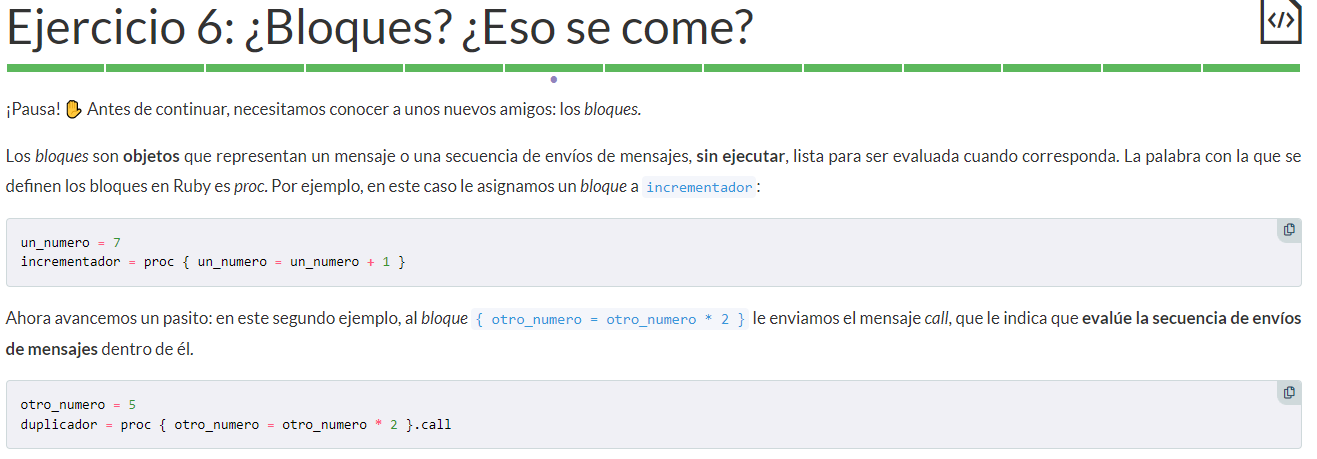 Ejercicio 6: ¿Bloques? ¿Eso se come?
</>
¡Pausa! ✋ Antes de continuar, necesitamos conocer a unos nuevos amigos: los bloques.
Los bloques son objetos que representan un mensaje o una secuencia de envíos de mensajes, sin ejecutar, lista para ser evaluada cuando corresponda. La palabra con la que se
definen los bloques en Ruby es proc. Por ejemplo, en este caso le asignamos un bloque a incrementador :
un_numero = 7
incrementador = proc { un_numero = un_numero + 1 }
Ahora avancemos un pasito: en este segundo ejemplo, al bloque { otro_numero = otro_numero * 2 } le enviamos el mensaje call, que le indica que evalúe la secuencia de envíos
de mensajes dentro de él.
otro_numero = 5
duplicador = proc { otro_numero = otro_numero * 2 }.call